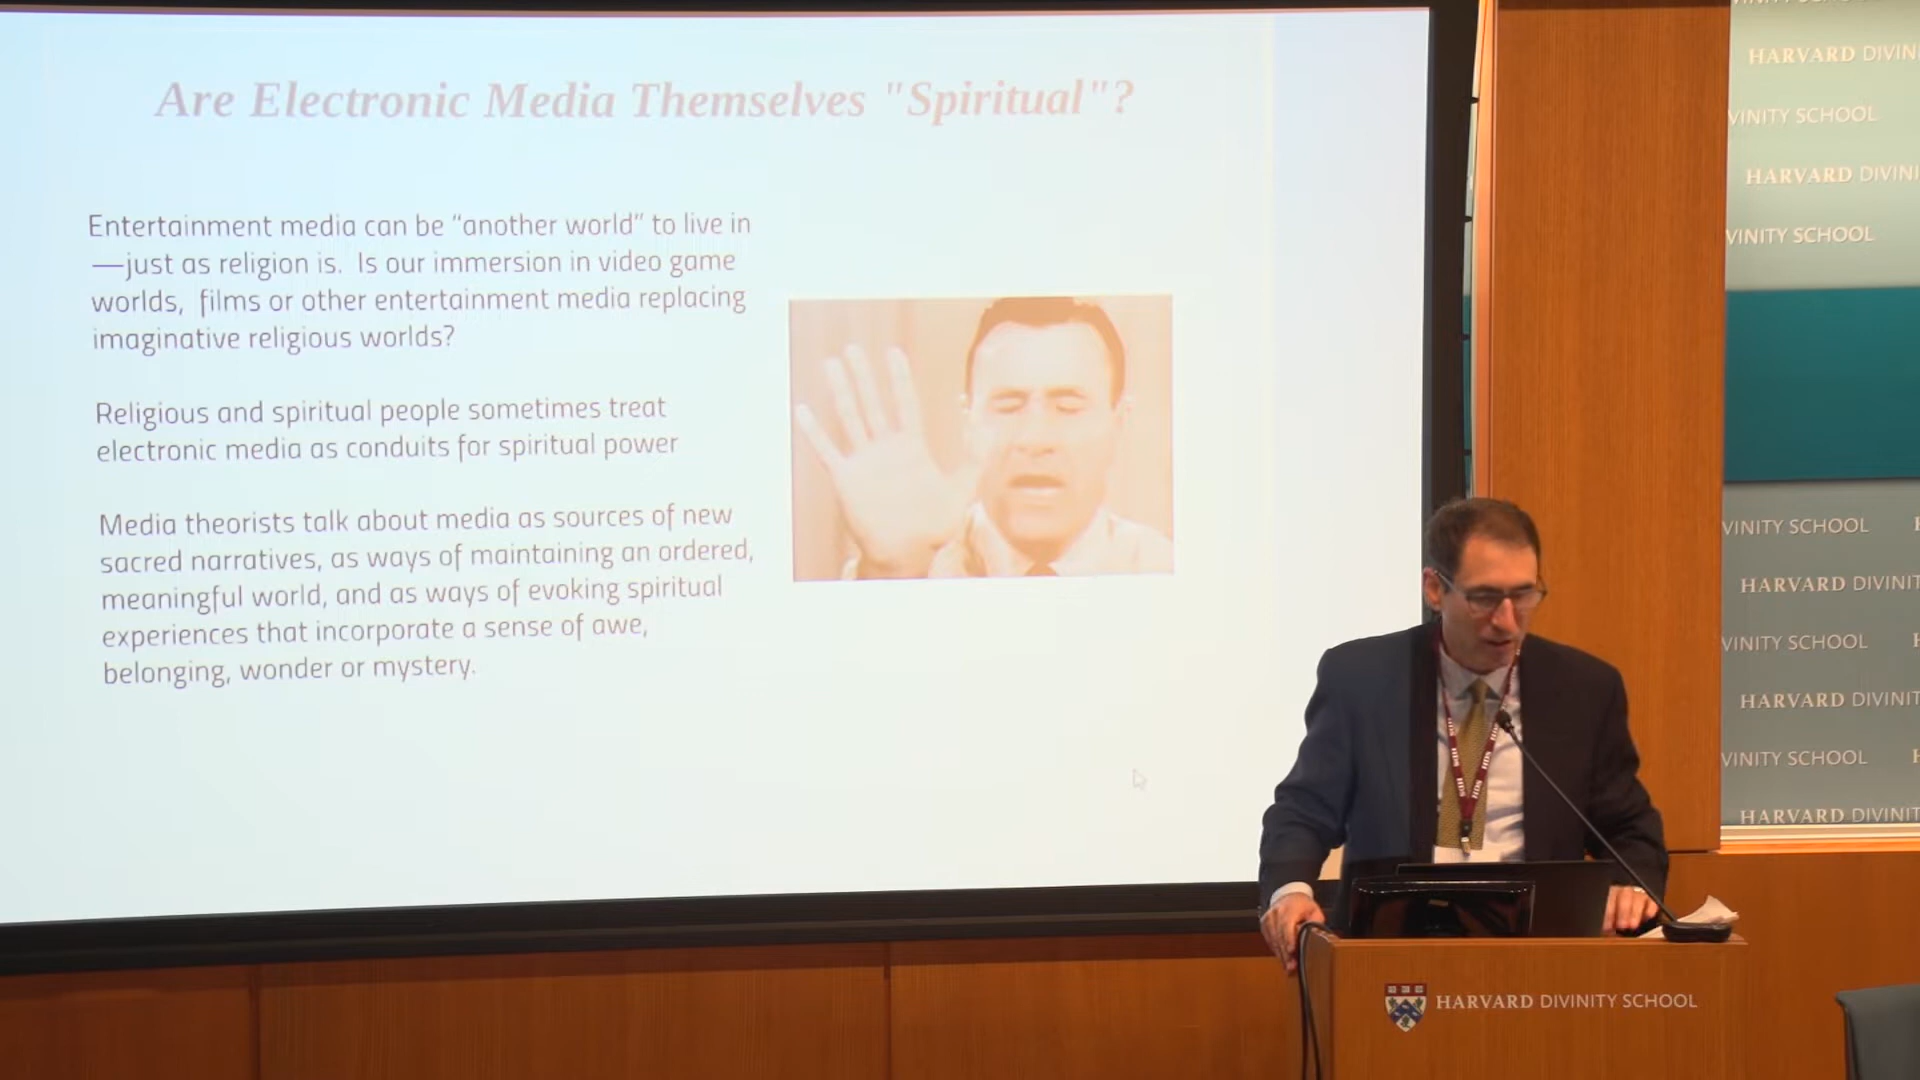 Are Electronic Media Themselves "Spiritual"?
Entertainment media can be “another world” to live in
—just as religion is. Is our immersion in video game
worlds, films or other entertainment media replacing
imaginative religious worlds?
Religious and spiritual people sometimes treat
electronic media as conduits for spiritual power
Media theorists talk about media as sources of new
sacred narratives, as ways of maintaining an ordered,
meaningful world, and as ways of evoking spiritual
experiences that incorporate a sense of awe,
belonging, wonder or mystery.
VINITY SCHOOL
HARVARD DIVIN
VINITY SCHOOL
HARVARD DIVINI
VINITY SCHOOL
VINITY SCHOOL H
HARVARD DIVINIT
VINITY SCHOOL H
HARVARD DIVINIT
VINITY SCHOOL H
HARVARD DIVINIT
HDS
HDS
HARVARD DIVINITY SCHOOL